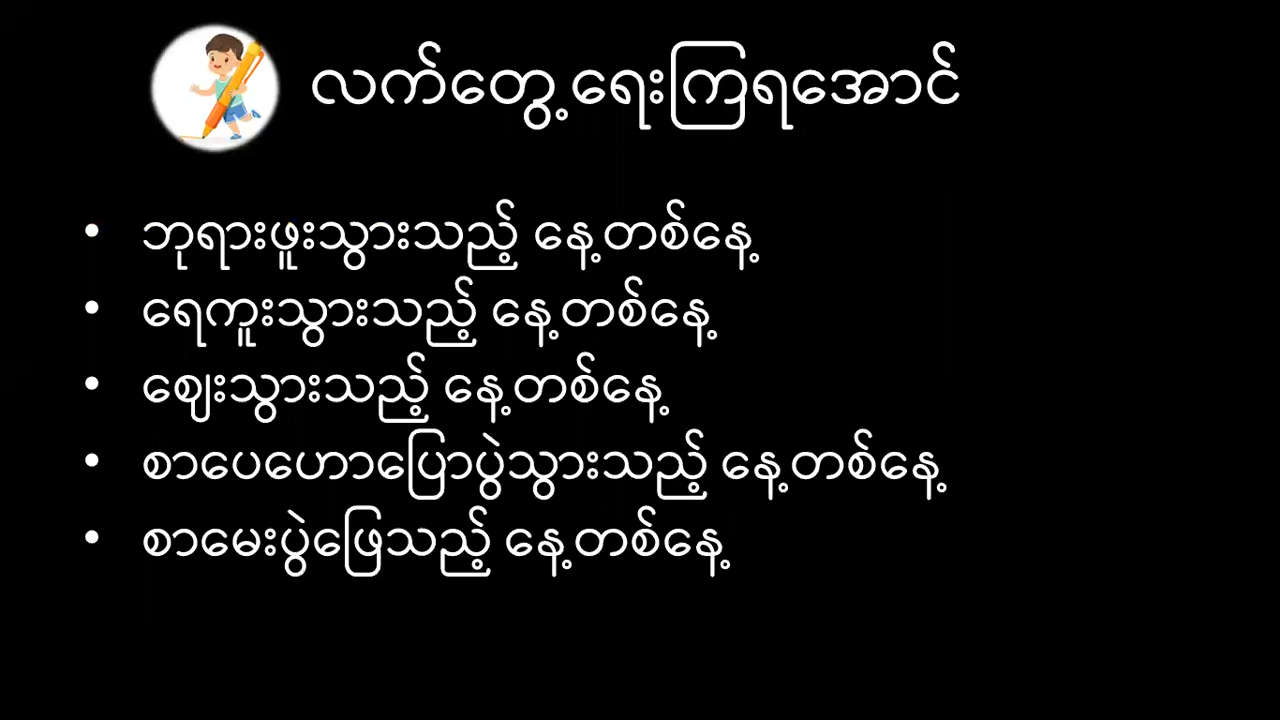 လက်တွေ့ရေးကြရအောင်
• ဘုရားဖူးသွားသည့် နေ့တစ်နေ့
• ရေကူးသွားသည့် နေ့တစ်နေ့
• ဈေးသွားသည့် နေ့တစ်နေ့
• စာပေဟောပြောပွဲသွားသည့် နေ့တစ်နေ့
• စာမေးပွဲဖြေသည့် နေ့တစ်နေ့